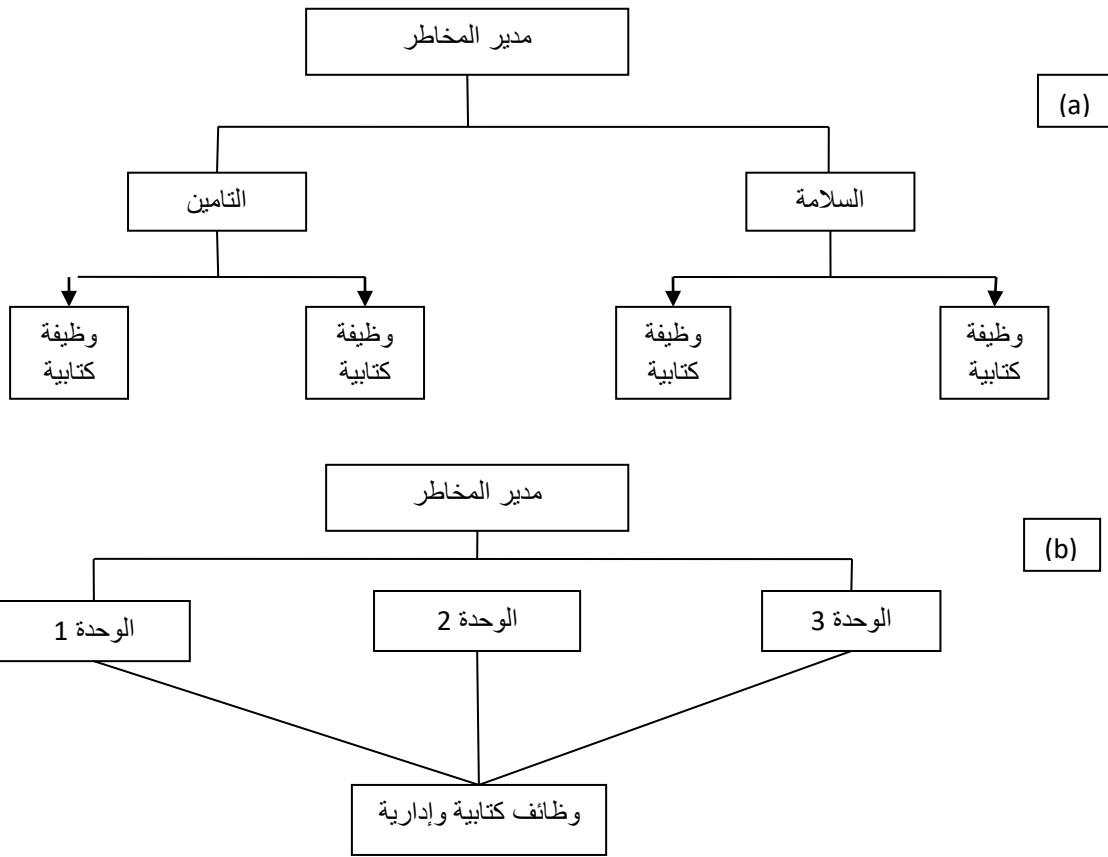 مدير المخاطر
(a)
السلامة
التامين
وظيفة
كتابية
وظيفة
كتابية
وظيفة
كتابية
وظيفة
كتابية
مدير المخاطر
(b)
الوحدة 3
الوحدة 2
الوحدة 1
وظائف كتابية وإدارية